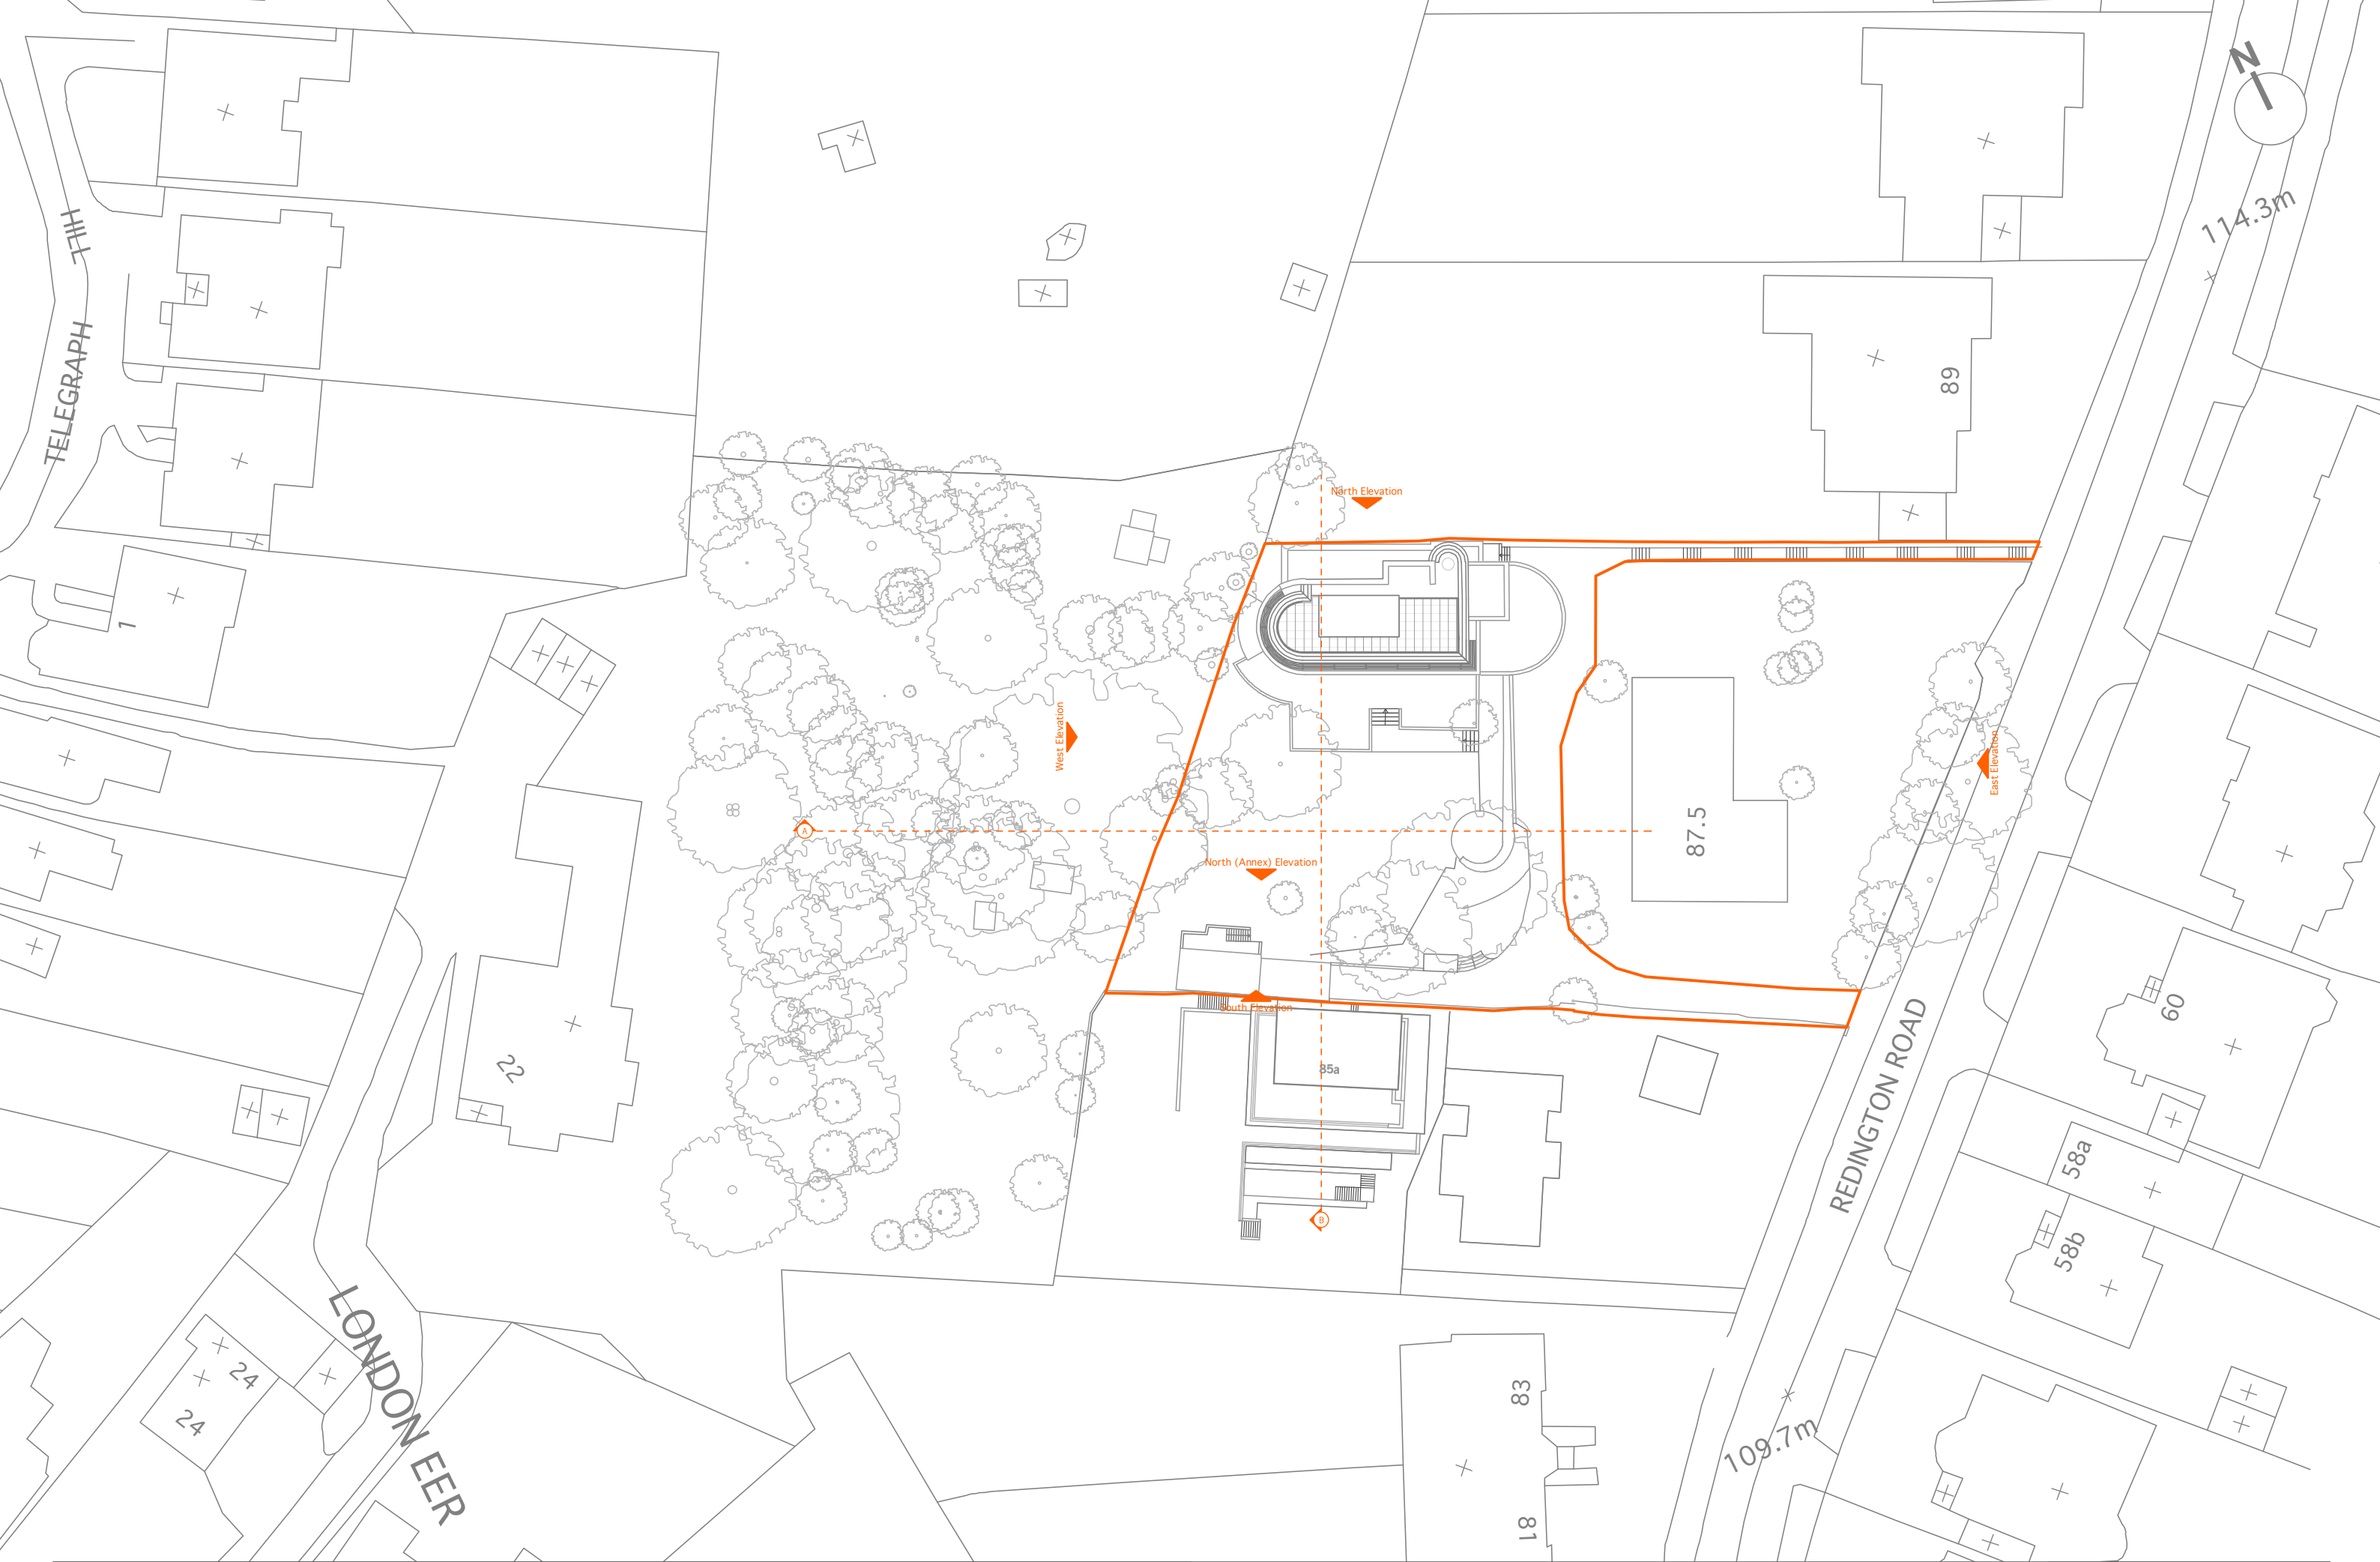 N
114.3m
TELEGRAPH HILL
89
North Elevation
1
West Elevation
East Elevation
87.5
A
North (Annex) Elevation
South Elevation
85a
22
60
REDINGTON ROAD
58a
58b
B
24
24
LONDON EER
83
109.7m
81